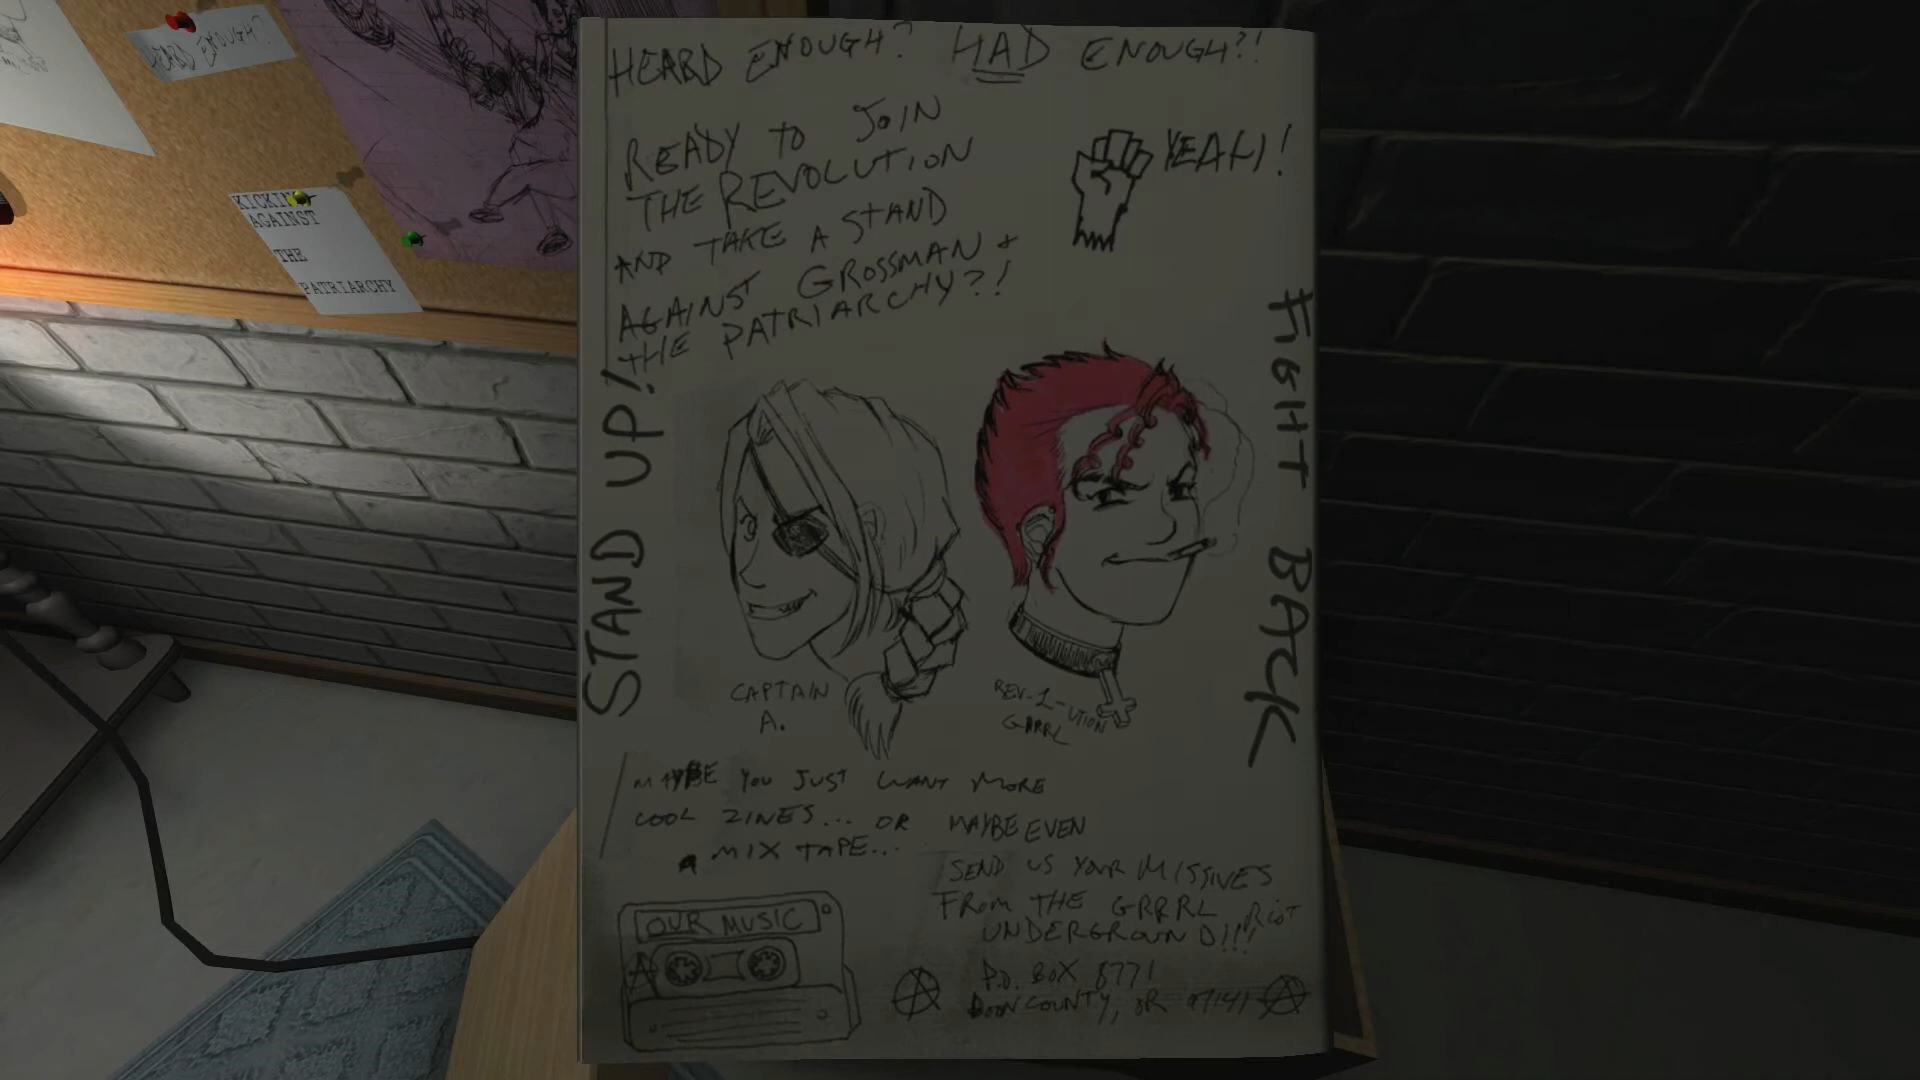 HEARD ENOUGH?
KICKIN
AGAINST
THE
PATRIARCHY
HEARD ENOUGH? HAD ENOUGH?!
READY TO JOIN
THE REVOLUTION
AND TAKE A STAND
AGAINST GROSSMAN +
THE PATRIARCHY?!
YEAH!
STAND UP!
FIGHT BACK
CAPTAIN
A.
REV-L-UTION
GRRRL
MAYBE YOU JUST WANT MORE
COOL ZINES... OR MAYBE EVEN
A MIX TAPE...
OUR MUSIC
A
SEND US YOUR MISSIVES
FROM THE GRRRL RIOT
UNDERGROUND!!!
P.O. BOX 8771
BOON COUNTY, OR 97141